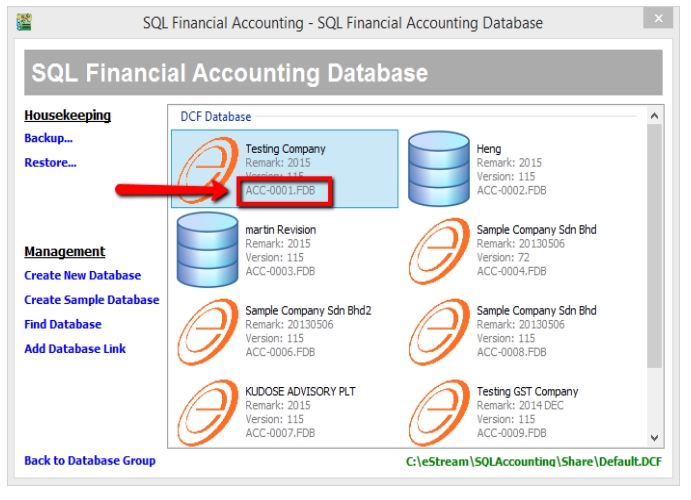 SQL Financial Accounting - SQL Financial Accounting Database
SQL Financial Accounting Database
Housekeeping
Backup...
Restore...
Management
Create New Database
Create Sample Database
Find Database
Add Database Link
DCF Database
Testing Company
Remark: 2015
Version: 115
ACC-0001.FDB
Heng
Remark: 2015
Version: 115
ACC-0002.FDB
martin Revision
Remark: 2015
Version: 115
ACC-0003.FDB
Sample Company Sdn Bhd
Remark: 20130506
Version: 72
ACC-0004.FDB
Sample Company Sdn Bhd2
Remark: 20130506
Version: 115
ACC-0006.FDB
Sample Company Sdn Bhd
Remark: 20130506
Version: 115
ACC-0008.FDB
KUDOSE ADVISORY PLT
Remark: 2015
Version: 115
ACC-0007.FDB
Testing GST Company
Remark: 2014 DEC
Version: 115
ACC-0009.FDB
Back to Database Group
C:\eStream\SQLAccounting\Share\Default.DCF